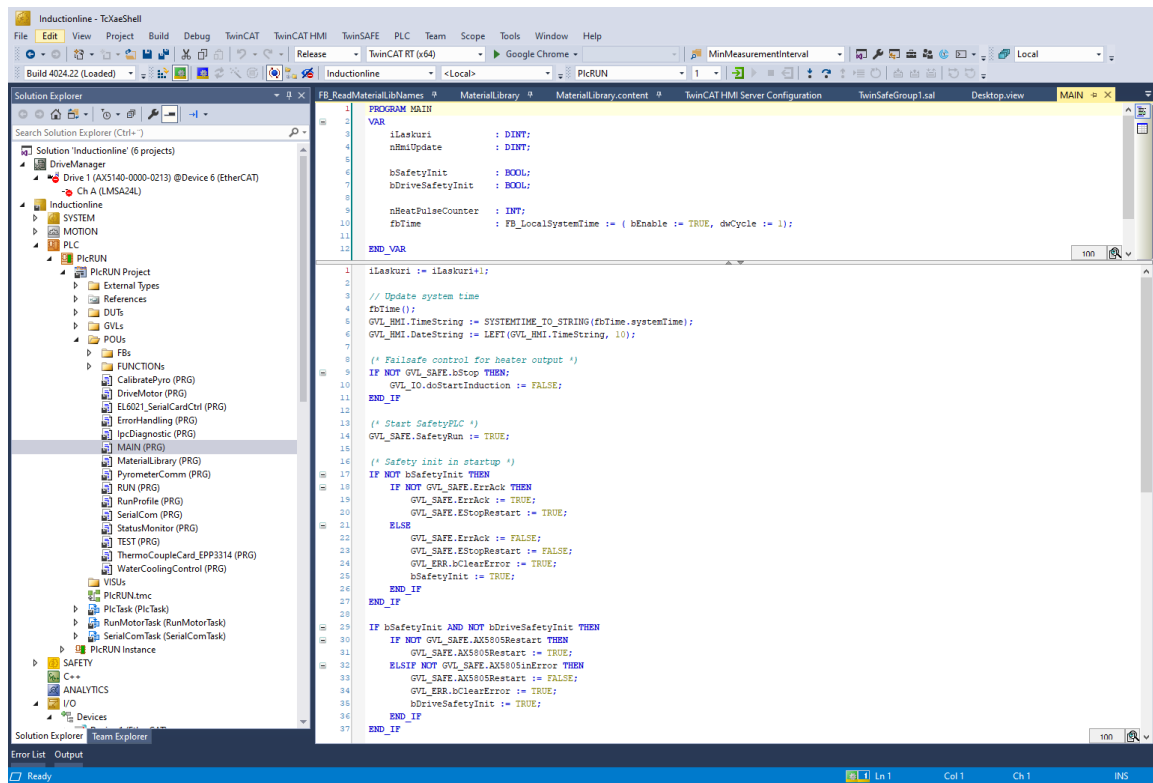 Inductionline - TcXaeShell
File Edit View Project Build Debug TwinCAT TwinCAT HMI TwinSAFE PLC Team Scope Tools Window Help
Release TwinCAT RT (x64) Google Chrome MinMeasurementInterval Local
Build 4024.22 (Loaded) Inductionline <Local> PlcRUN 1
Solution Explorer
Search Solution Explorer (Ctrl+¨)
Solution 'Inductionline' (6 projects)
DriveManager
Drive 1 (AX5140-0000-0213) @Device 6 (EtherCAT)
Ch A (LMSA24L)
Inductionline
SYSTEM
MOTION
PLC
PlcRUN
PlcRUN Project
External Types
References
DUTs
GVLs
POUs
FBs
FUNCTIONs
CalibratePyro (PRG)
DriveMotor (PRG)
EL6021_SerialCardCtrl (PRG)
ErrorHandling (PRG)
IpcDiagnostic (PRG)
MAIN (PRG)
MaterialLibrary (PRG)
PyrometerComm (PRG)
RUN (PRG)
RunProfile (PRG)
SerialCom (PRG)
StatusMonitor (PRG)
TEST (PRG)
ThermoCoupleCard_EPP3314 (PRG)
WaterCoolingControl (PRG)
VISUs
PlcRUN.tmc
PlcTask (PlcTask)
RunMotorTask (RunMotorTask)
SerialComTask (SerialComTask)
PlcRUN Instance
SAFETY
C++
ANALYTICS
I/O
Devices
Solution Explorer Team Explorer
FB_ReadMaterialLibNames MaterialLibrary MaterialLibrary.content TwinCAT HMI Server Configuration TwinSafeGroup1.sal Desktop.view MAIN
1 PROGRAM MAIN
2 VAR
3 iLaskuri : DINT;
4 nHmiUpdate : DINT;
5
6 bSafetyInit : BOOL;
7 bDriveSafetyInit : BOOL;
8
9 nHeatPulseCounter : INT;
10 fbTime : FB_LocalSystemTime := ( bEnable := TRUE, dwCycle := 1);
11
12 END_VAR
100
1 iLaskuri := iLaskuri+1;
2
3 // Update system time
4 fbTime();
5 GVL_HMI.TimeString := SYSTEMTIME_TO_STRING(fbTime.systemTime);
6 GVL_HMI.DateString := LEFT(GVL_HMI.TimeString, 10);
7
8 (* Failsafe control for heater output *)
9 IF NOT GVL_SAFE.bStop THEN;
10 GVL_IO.doStartInduction := FALSE;
11 END_IF
12
13 (* Start SafetyPLC *)
14 GVL_SAFE.SafetyRun := TRUE;
15
16 (* Safety init in startup *)
17 IF NOT bSafetyInit THEN
18 IF NOT GVL_SAFE.ErrAck THEN
19 GVL_SAFE.ErrAck := TRUE;
20 GVL_SAFE.EStopRestart := TRUE;
21 ELSE
22 GVL_SAFE.ErrAck := FALSE;
23 GVL_SAFE.EStopRestart := FALSE;
24 GVL_ERR.bClearError := TRUE;
25 bSafetyInit := TRUE;
26 END_IF
27 END_IF
28
29 IF bSafetyInit AND NOT bDriveSafetyInit THEN
30 IF NOT GVL_SAFE.AX5805Restart THEN
31 GVL_SAFE.AX5805Restart := TRUE;
32 ELSIF NOT GVL_SAFE.AX5805inError THEN
33 GVL_SAFE.AX5805Restart := FALSE;
34 GVL_ERR.bClearError := TRUE;
35 bDriveSafetyInit := TRUE;
36 END_IF
37 END_IF
100
Error List Output
Ready 1 Ln 1 Col 1 Ch 1 INS